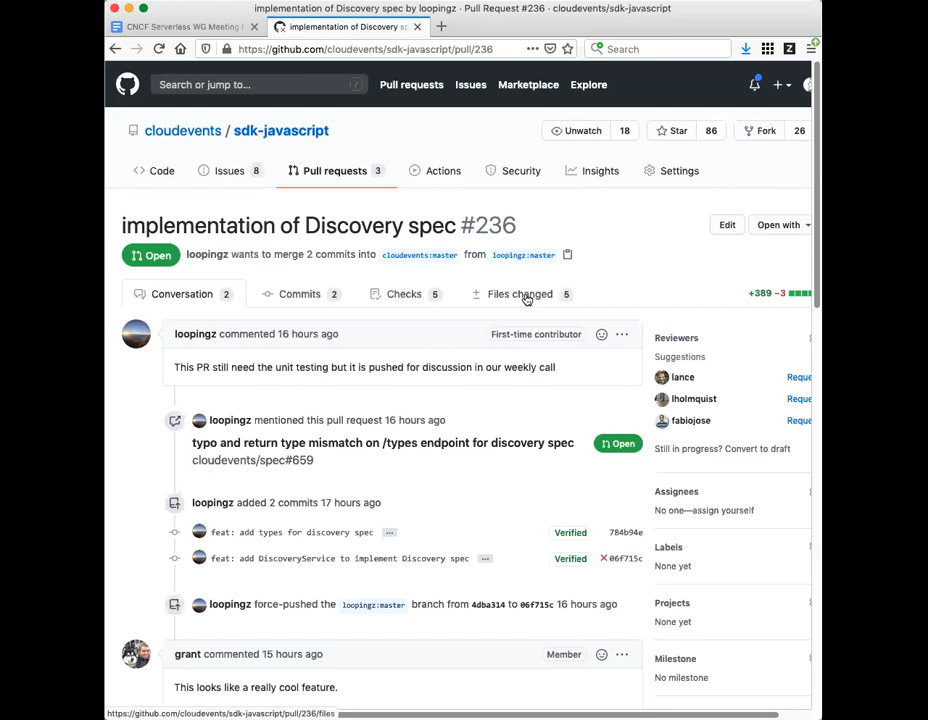 implementation of Discovery spec by loopingz · Pull Request #236 · cloudevents/sdk-javascript
CNCF Serverless WG Meeting
implementation of Discovery sp
https://github.com/cloudevents/sdk-javascript/pull/236
Search
Z
Search or jump to...
/
Pull requests
Issues
Marketplace
Explore
cloudevents / sdk-javascript
Unwatch 18
Star 86
Fork 26
Code
Issues 8
Pull requests 3
Actions
Security
Insights
Settings
implementation of Discovery spec #236
Edit
Open with
Open
loopingz wants to merge 2 commits into cloudevents:master from loopingz:master
Conversation 2
Commits 2
Checks 5
Files changed 5
+389 −3
loopingz commented 16 hours ago
First-time contributor
This PR still need the unit testing but it is pushed for discussion in our weekly call
loopingz mentioned this pull request 16 hours ago
typo and return type mismatch on /types endpoint for discovery spec
cloudevents/spec#659
Open
loopingz added 2 commits 17 hours ago
feat: add types for discovery spec ...
Verified
784b94e
feat: add DiscoveryService to implement Discovery spec ...
Verified
06f715c
loopingz force-pushed the loopingz:master branch from 4dba314 to 06f715c 16 hours ago
grant commented 15 hours ago
Member
This looks like a really cool feature.
Reviewers
Suggestions
lance
Reque
lholmquist
Reque
fabiojose
Reque
Still in progress? Convert to draft
Assignees
No one—assign yourself
Labels
None yet
Projects
None yet
Milestone
No milestone
https://github.com/cloudevents/sdk-javascript/pull/236/files